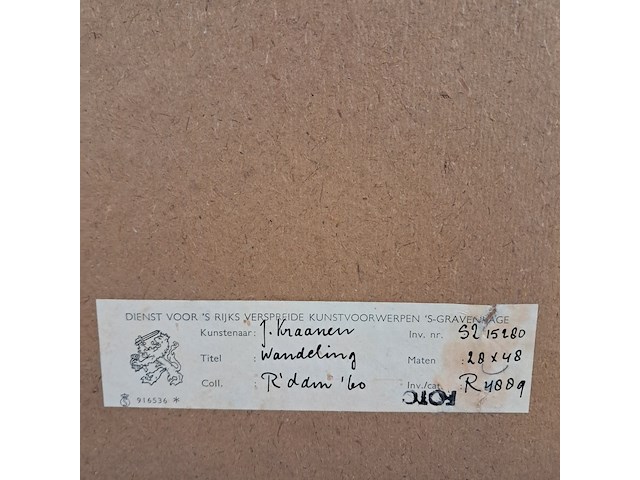 DIENST VOOR 'S RIJKS VERSPREIDE KUNSTVOORWERPEN 'S-GRAVENHAGE
Kunstenaar: J. Kraanen Inv. nr. S2 15280
Titel : Wandeling Maten : 28 x 48
Coll. : R'dam '60 Inv./cat. R 4889
916536 * FOTO